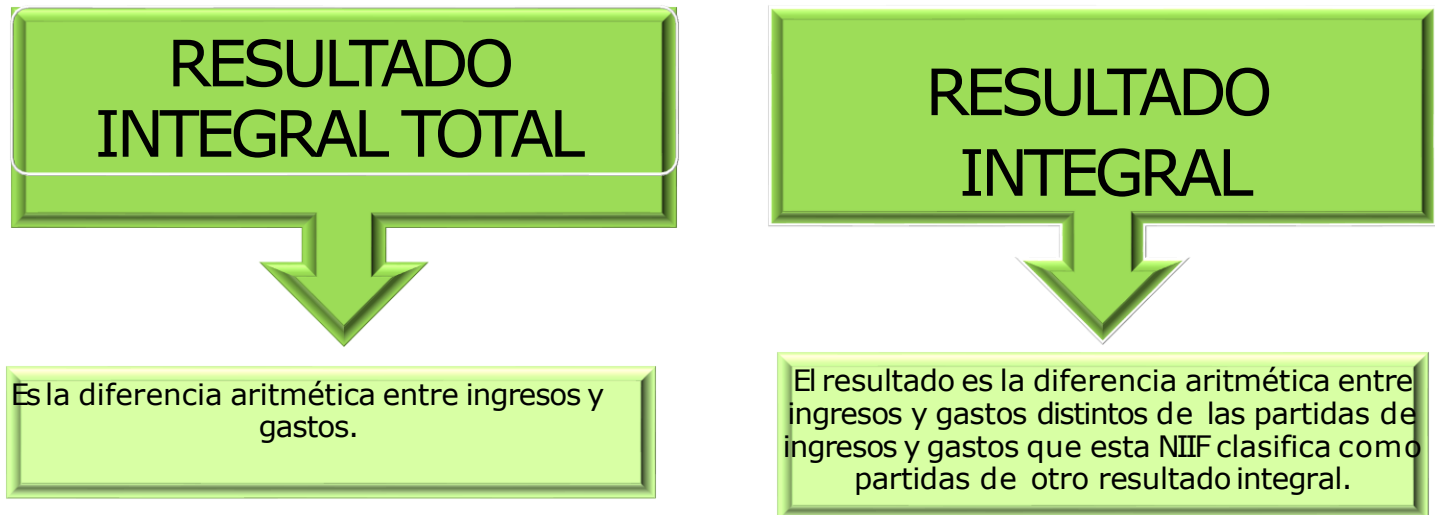 RESULTADO
INTEGRAL TOTAL
Es la diferencia aritmética entre ingresos y
gastos.
RESULTADO
INTEGRAL
El resultado es la diferencia aritmética entre
ingresos y gastos distintos de las partidas de
ingresos y gastos que esta NIIF clasifica como
partidas de otro resultado integral.